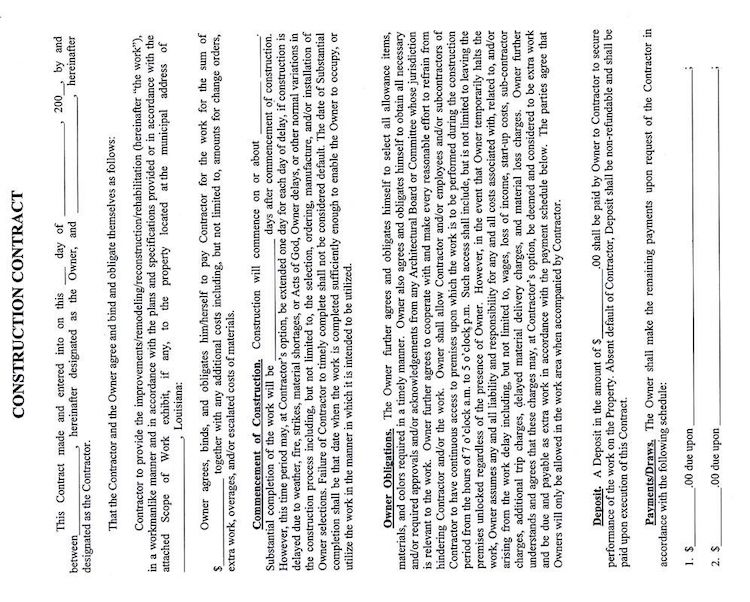 CONSTRUCTION CONTRACT
This Contract made and entered into on this ___ day of ____________, 200__, by and
between____________, hereinafter designated as the Owner, and ____________, hereinafter
designated as the Contractor.
That the Contractor and the Owner agree and bind and obligate themselves as follows:
Contractor to provide the improvements/remodeling/reconstruction/rehabilitation (hereinafter "the work"),
in a workmanlike manner and in accordance with the plans and specifications provided or in accordance with the
attached Scope of Work exhibit, if any, to the property located at the municipal address of
____________, Louisiana:
Owner agrees, binds, and obligates him/herself to pay Contractor for the work for the sum of
$____________ together with any additional costs including, but not limited to, amounts for change orders,
extra work, overages, and/or escalated costs of materials.
Commencement of Construction. Construction will commence on or about ____________.
Substantial completion of the work will be ____________ days after commencement of construction.
However, this time period may, at Contractor's option, be extended one day for each day of delay, if construction is
delayed due to weather, fire, strikes, material shortages, or Acts of God, Owner delays, or other normal variations in
the construction process including, but not limited to, the selection, ordering, manufacture, and/or installation of
Owner selections. Failure of Contractor to timely complete shall not be considered default. The date of Substantial
completion shall be that date when the work is completed sufficiently enough to enable the Owner to occupy, or
utilize the work in the manner in which it is intended to be utilized.
Owner Obligations. The Owner further agrees and obligates himself to select all allowance items,
materials, and colors required in a timely manner. Owner also agrees and obligates himself to obtain all necessary
and/or required approvals and/or acknowledgements from any Architectural Board or Committee whose jurisdiction
is relevant to the work. Owner further agrees to cooperate with and make every reasonable effort to refrain from
hindering Contractor and/or the work. Owner shall allow Contractor and/or employees and/or subcontractors of
Contractor to have continuous access to premises upon which the work is to be performed during the construction
period from the hours of 7 o'clock a.m. to 5 o'clock p.m. Such access shall include, but is not limited to leaving the
premises unlocked regardless of the presence of Owner. However, in the event that Owner temporarily halts the
work, Owner assumes any and all liability and responsibility for any and all costs associated with, related to, and/or
arising from the work delay including, but not limited to, wages, loss of income, start-up costs, sub-contractor
charges, additional trip charges, delayed material delivery charges, and material loss charges. Owner further
understands and agrees that these charges may, at Contractor's option, be deemed and considered to be extra work
and be due and payable as extra work in accordance with the payment schedule below. The parties agree that
Owners will only be allowed in the work area when accompanied by Contractor.
Deposit. A Deposit in the amount of $____________.00 shall be paid by Owner to Contractor to secure
performance of the work on the Property. Absent default of Contractor, Deposit shall be non-refundable and shall be
paid upon execution of this Contract.
Payments/Draws. The Owner shall make the remaining payments upon request of the Contractor in
accordance with the following schedule:
1. $____________.00 due upon ____________;
2. $____________.00 due upon ____________;